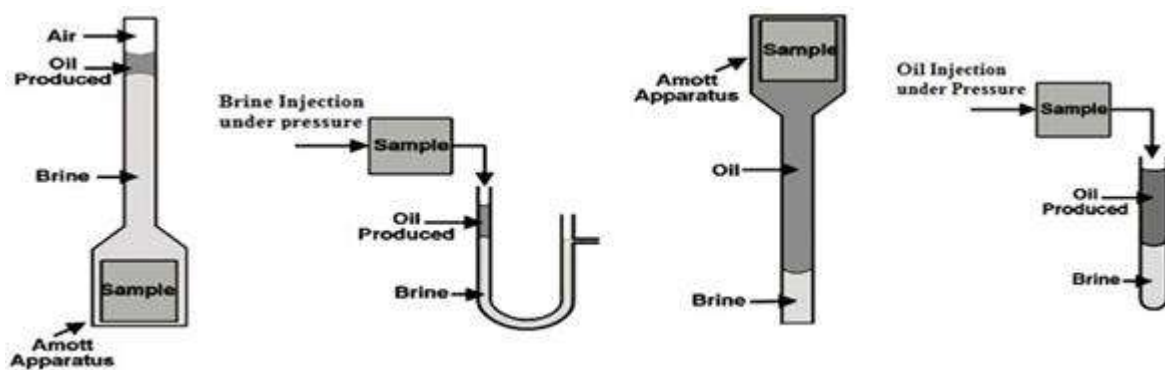 Air
Oil
Produced
Brine
Sample
Amott
Apparatus
Brine Injection
under pressure
Sample
Oil
Produced
Brine
Sample
Amott
Apparatus
Oil
Brine
Oil Injection
under Pressure
Sample
Oil
Produced
Brine